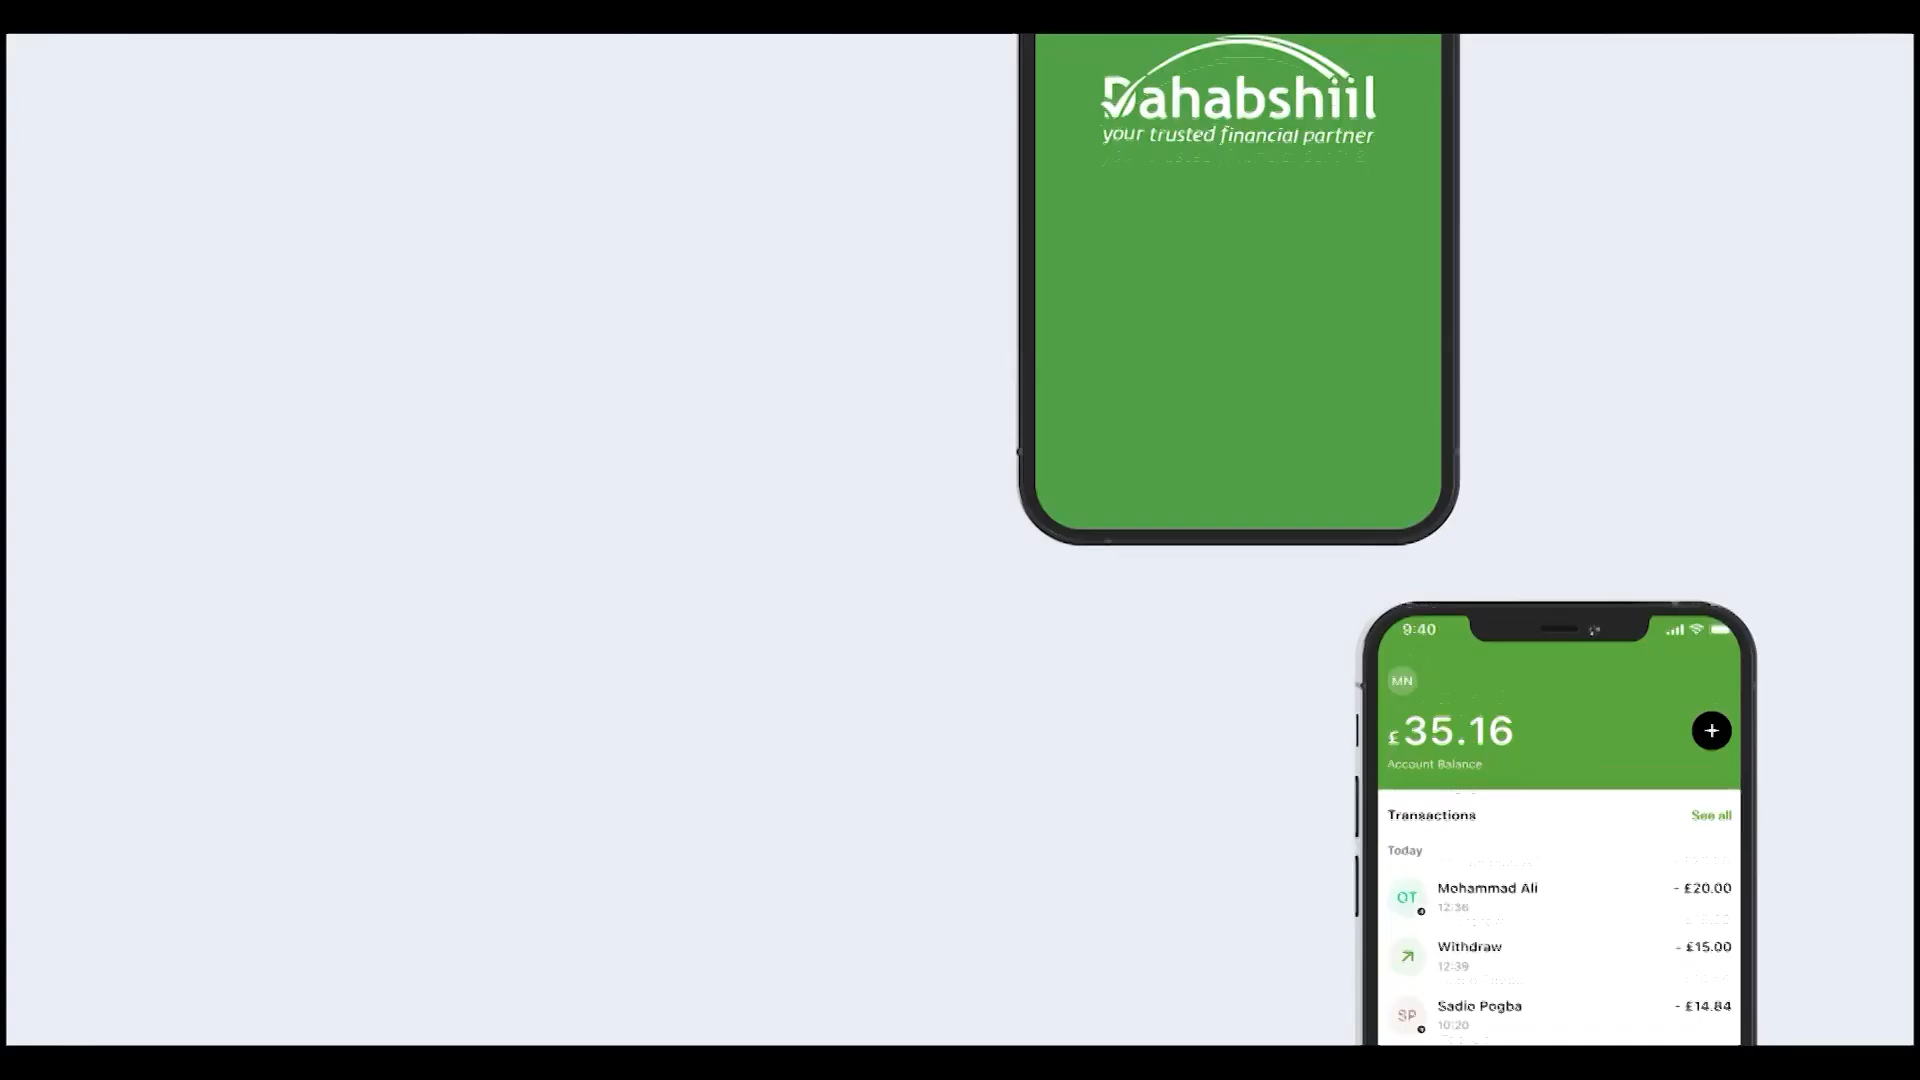 Dahabshiil
your trusted financial partner
9:40
MN
£35.16
+
Account Balance
Transactions
See all
Today
OT
Mohammad Ali
- £20.00
12:36
Withdraw
- £15.00
12:39
SP
Sadio Pogba
- £14.84
10:20